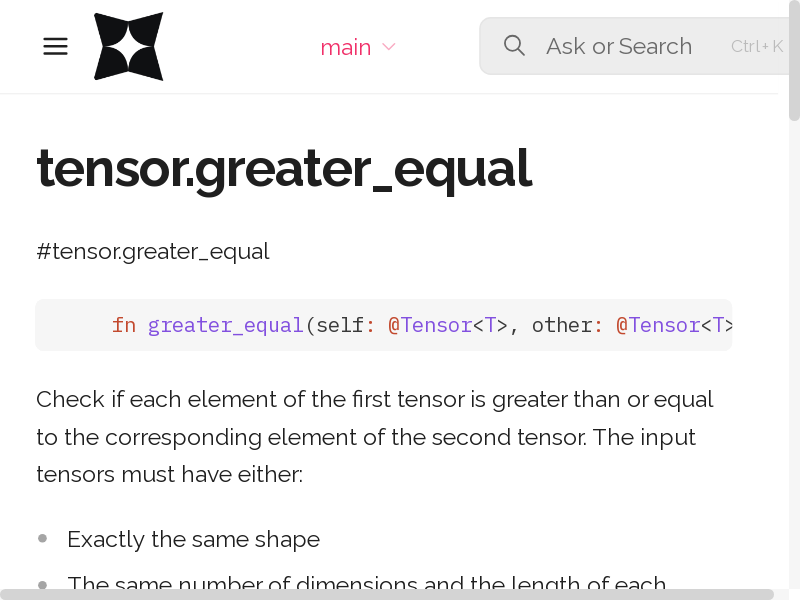 main
Ask or Search
Ctrl+ K
tensor.greater_equal
#tensor.greater_equal
fn greater_equal(self: @Tensor<T>, other: @Tensor<T>
Check if each element of the first tensor is greater than or equal
to the corresponding element of the second tensor. The input
tensors must have either:
Exactly the same shape
The same number of dimensions and the length of each